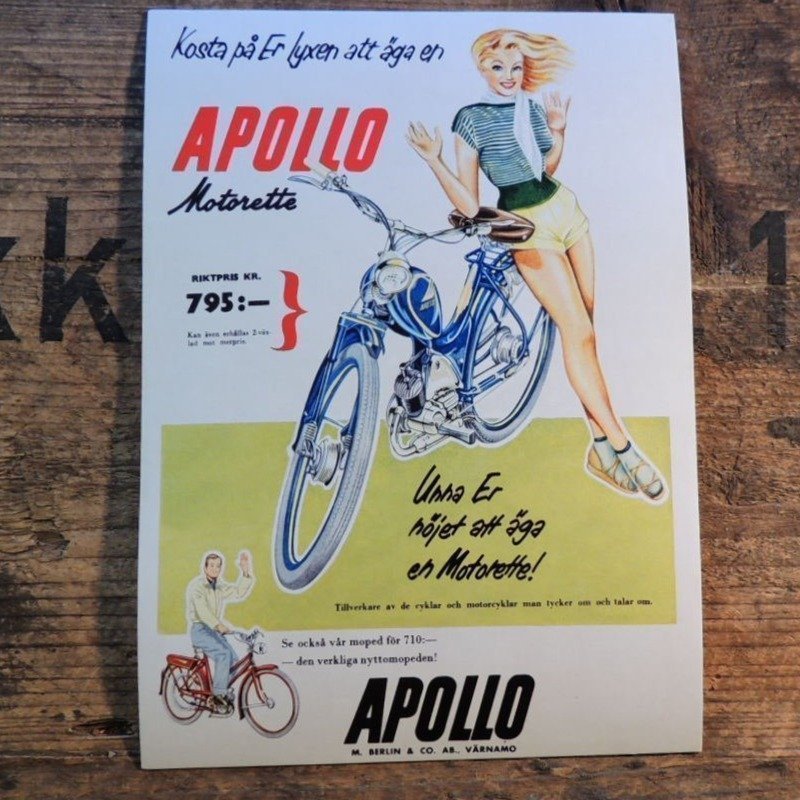 Kosta på Er lyxen att äga en
APOLLO
Motorette
RIKTPRIS KR.
795:—
Kan även erhållas 2-väx-
lad mot merpris.
Unna Er
nöjet att äga
en Motorette!
Tillverkare av de cyklar och motorcyklar man tycker om och talar om.
Se också vår moped för 710:—
— den verkliga nyttomopeden!
APOLLO
M. BERLIN & CO. AB., VÄRNAMO